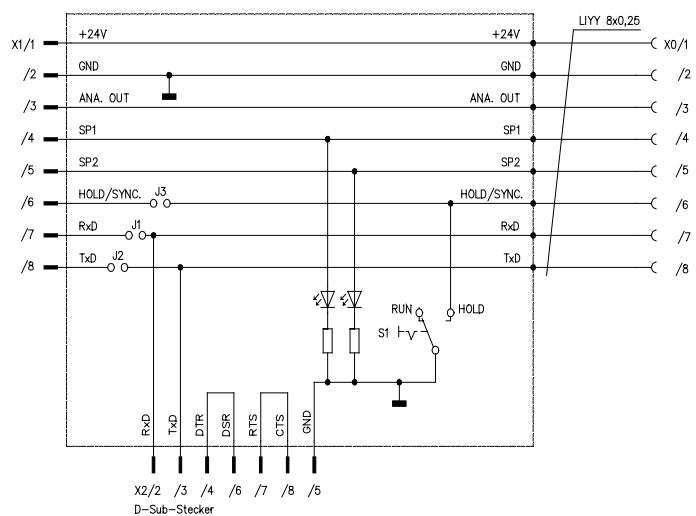 LIYY 8x0,25
X1/1 +24V +24V X0/1
/2 GND GND /2
/3 ANA. OUT ANA. OUT /3
/4 SP1 SP1 /4
/5 SP2 SP2 /5
/6 HOLD/SYNC. J3 HOLD/SYNC. /6
/7 RxD J1 RxD /7
/8 TxD J2 TxD /8
RUN HOLD
S1
RxD TxD DTR DSR RTS CTS GND
X2/2 /3 /4 /6 /7 /8 /5
D-Sub-Stecker